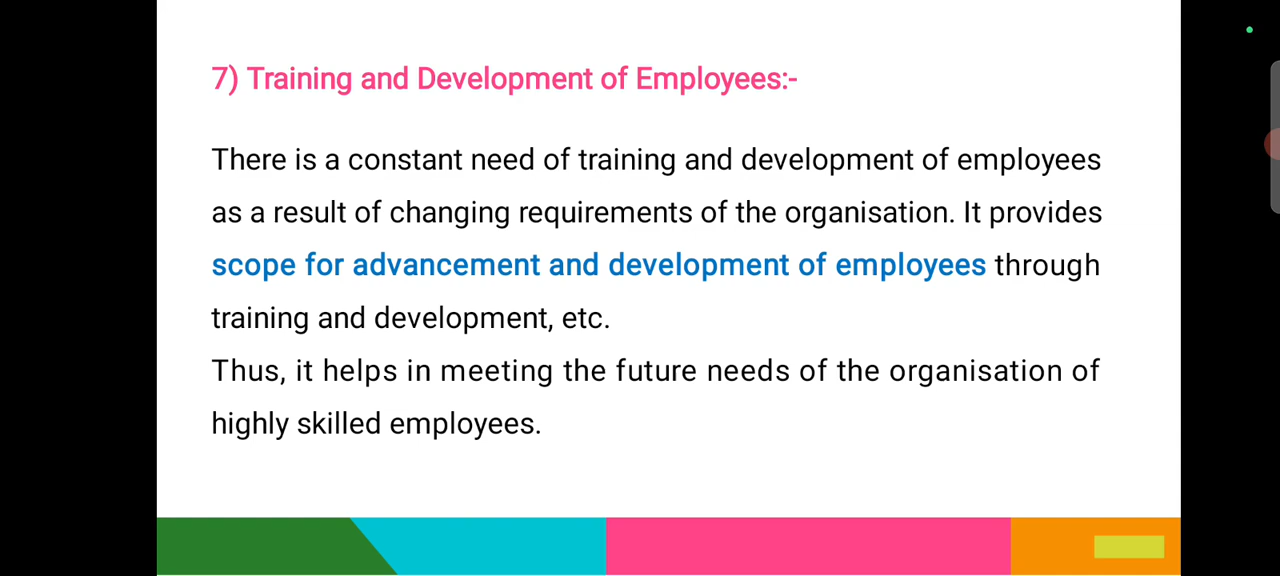 7) Training and Development of Employees:-
There is a constant need of training and development of employees
as a result of changing requirements of the organisation. It provides
scope for advancement and development of employees through
training and development, etc.
Thus, it helps in meeting the future needs of the organisation of
highly skilled employees.